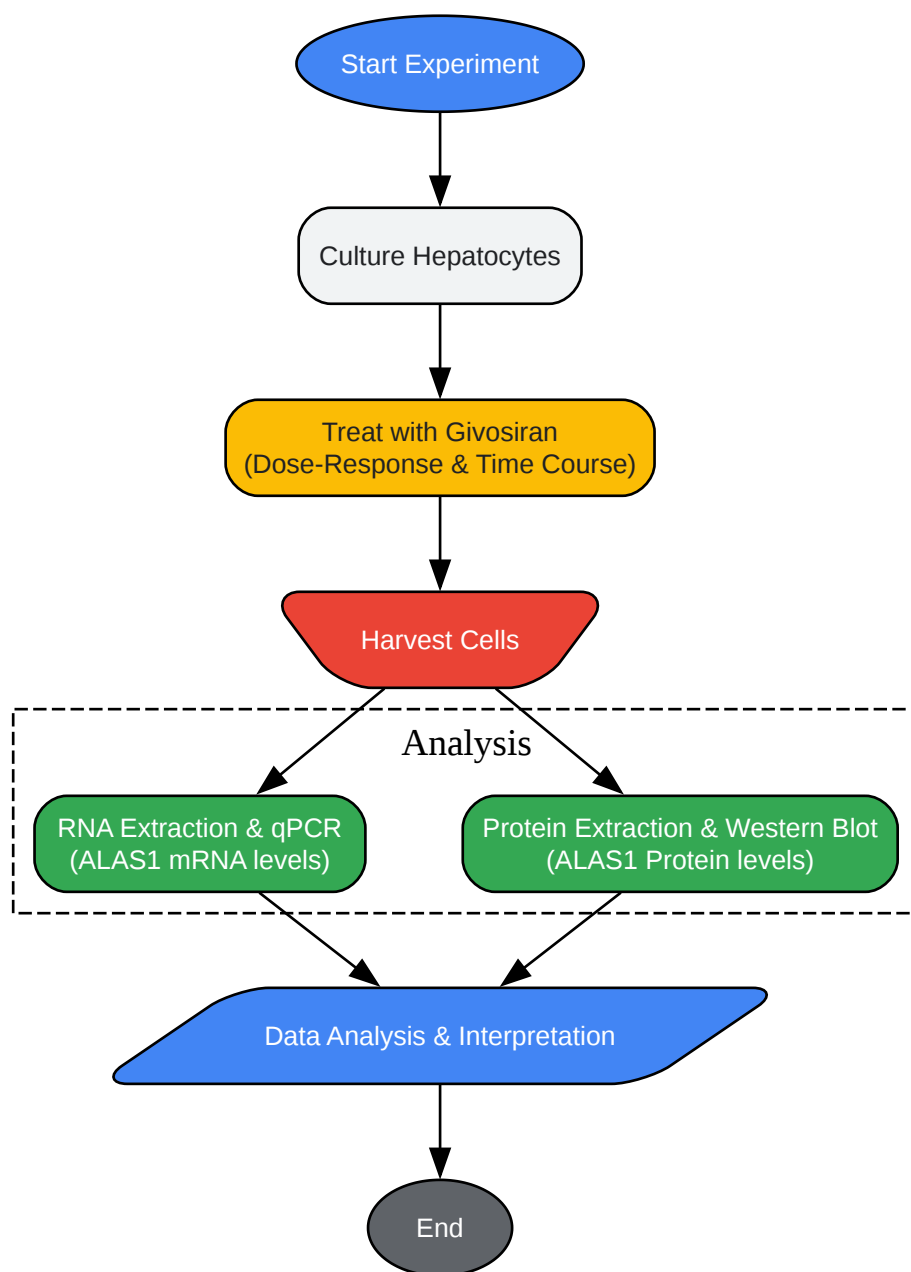 Start Experiment
Culture Hepatocytes
Treat with Givosiran
(Dose-Response & Time Course)
Harvest Cells
Analysis
RNA Extraction & qPCR
(ALAS1 mRNA levels)
Protein Extraction & Western Blot
(ALAS1 Protein levels)
Data Analysis & Interpretation
End